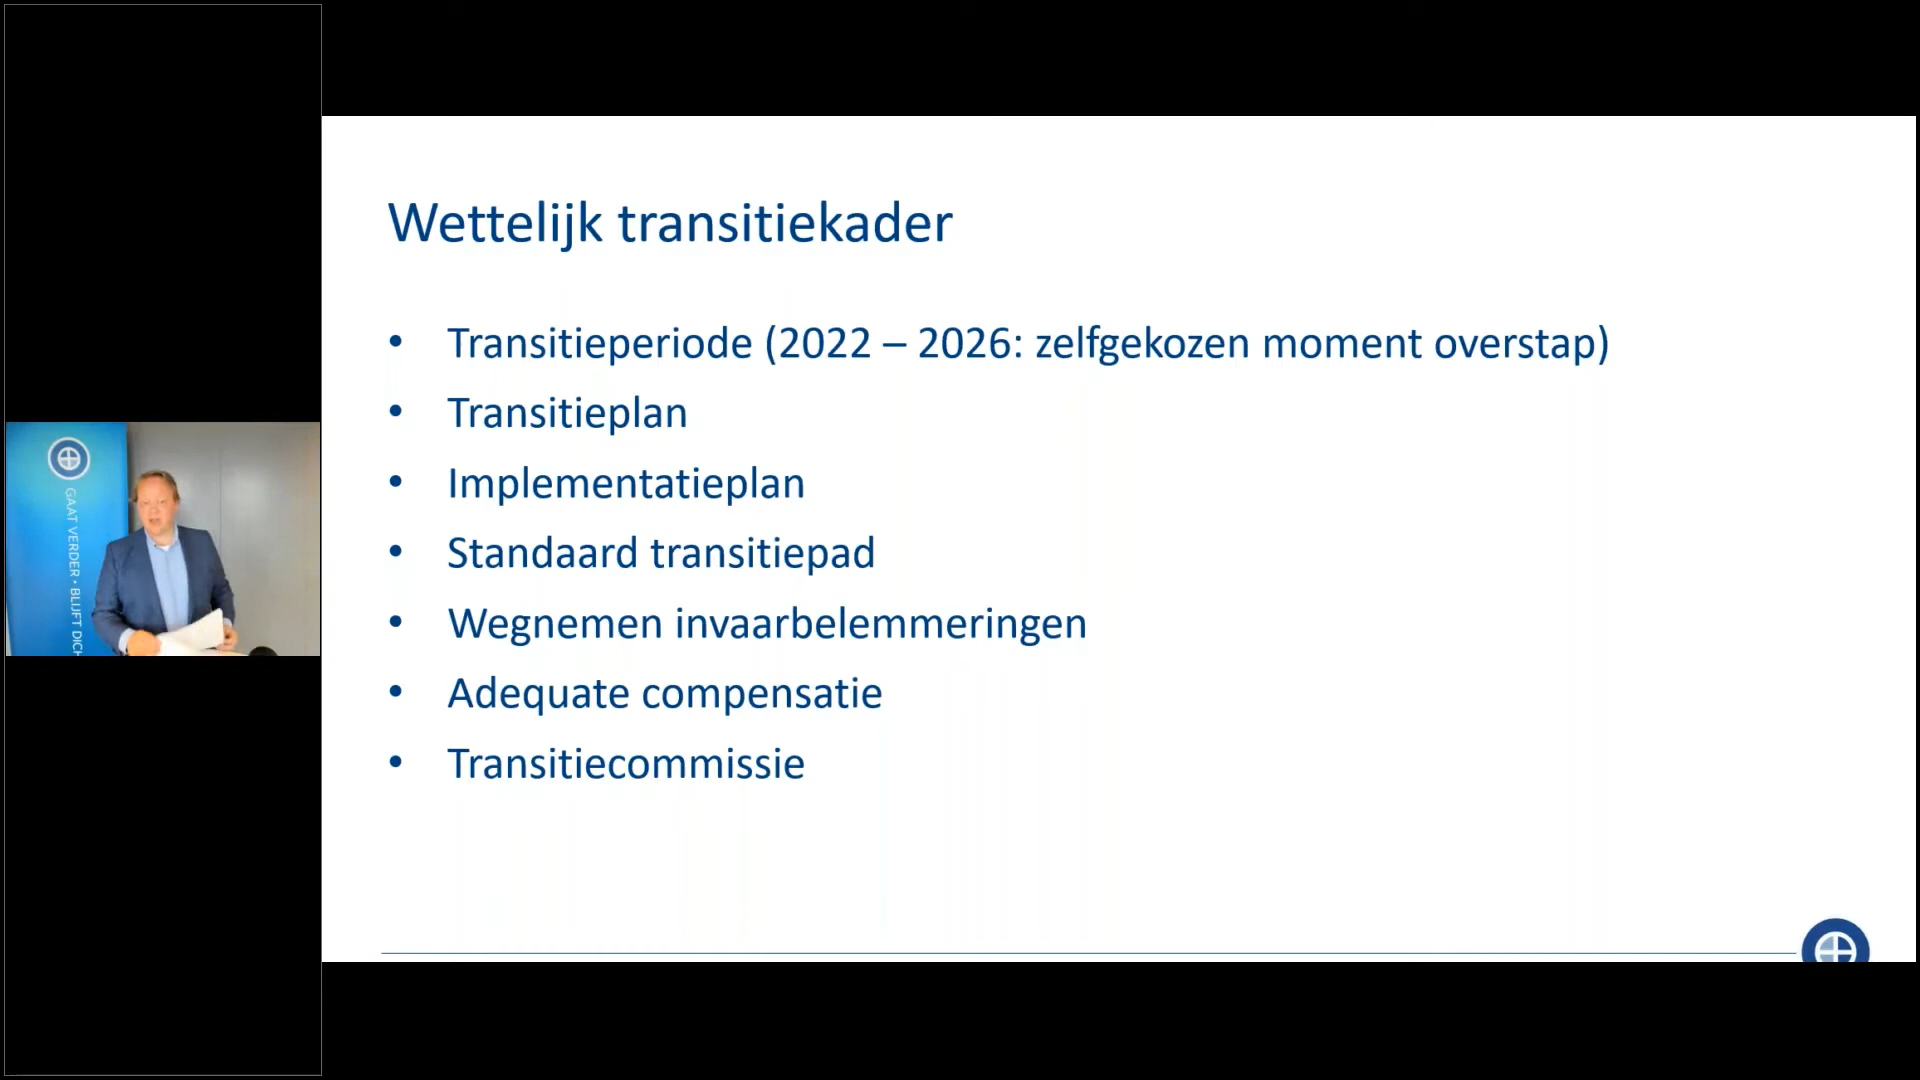 Wettelijk transitiekader
• Transitieperiode (2022 – 2026: zelfgekozen moment overstap)
• Transitieplan
• Implementatieplan
• Standaard transitiepad
• Wegnemen invaarbelemmeringen
• Adequate compensatie
• Transitiecommissie
GAAT VERDER • BLIJFT DICH